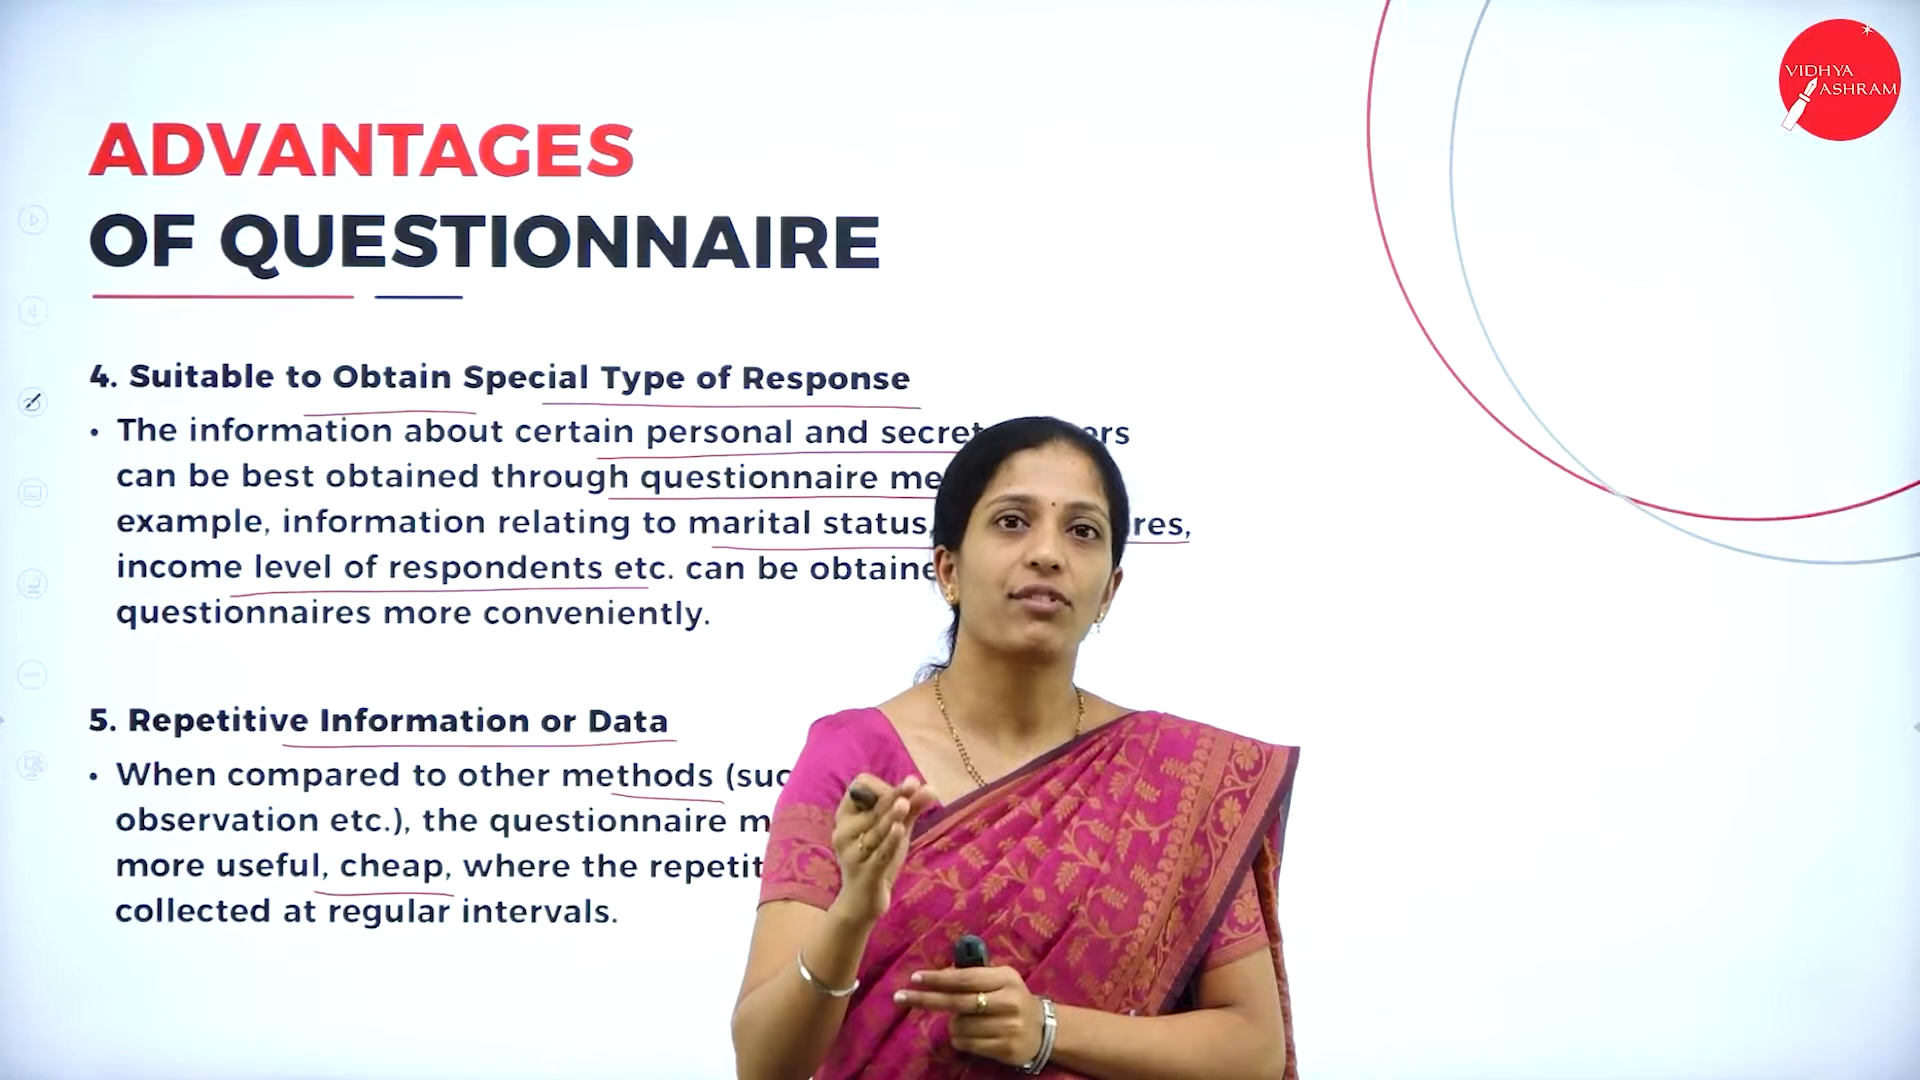 VIDHYA
ASHRAM
ADVANTAGES
OF QUESTIONNAIRE
4. Suitable to Obtain Special Type of Response
• The information about certain personal and secret
can be best obtained through questionnaire
example, information relating to marital status,
income level of respondents etc. can be
questionnaires more conveniently.
5. Repetitive Information or Data
• When compared to other methods
observation etc.), the questionnaire
more useful, cheap, where the
collected at regular intervals.